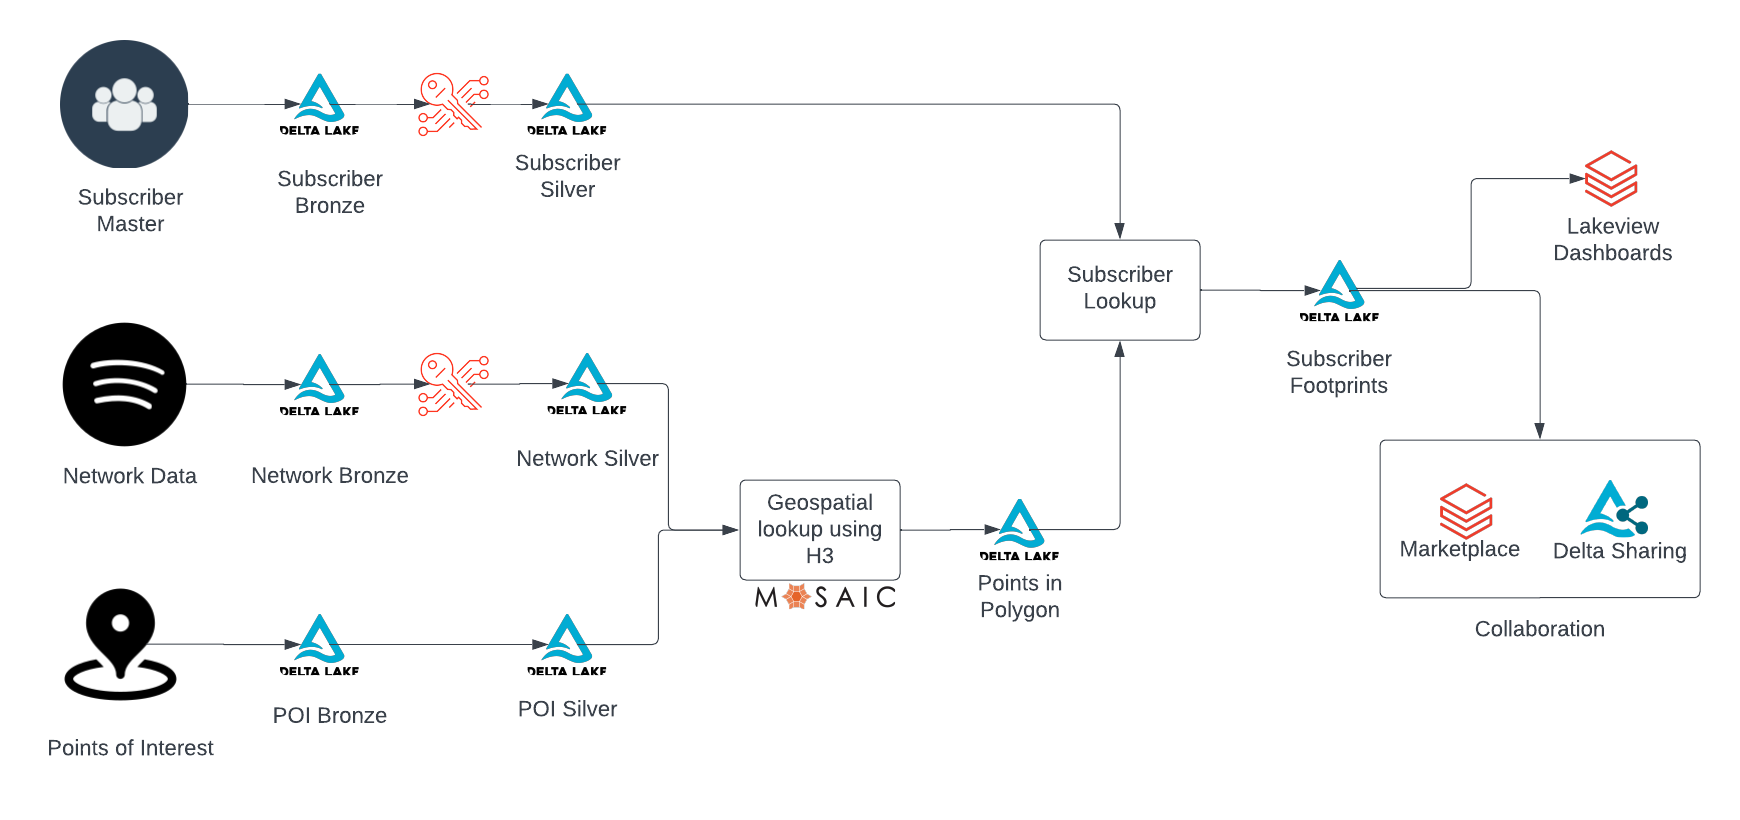 DELTA LAKE
DELTA LAKE
Subscriber
Master
Subscriber
Bronze
Subscriber
Silver
Lakeview
Dashboards
Subscriber
Lookup
DELTA LAKE
Subscriber
Footprints
DELTA LAKE
DELTA LAKE
Network Data
Network Bronze
Network Silver
Geospatial
lookup using
H3
MOSAIC
DELTA LAKE
Points in
Polygon
Marketplace
Delta Sharing
Collaboration
DELTA LAKE
DELTA LAKE
Points of Interest
POI Bronze
POI Silver